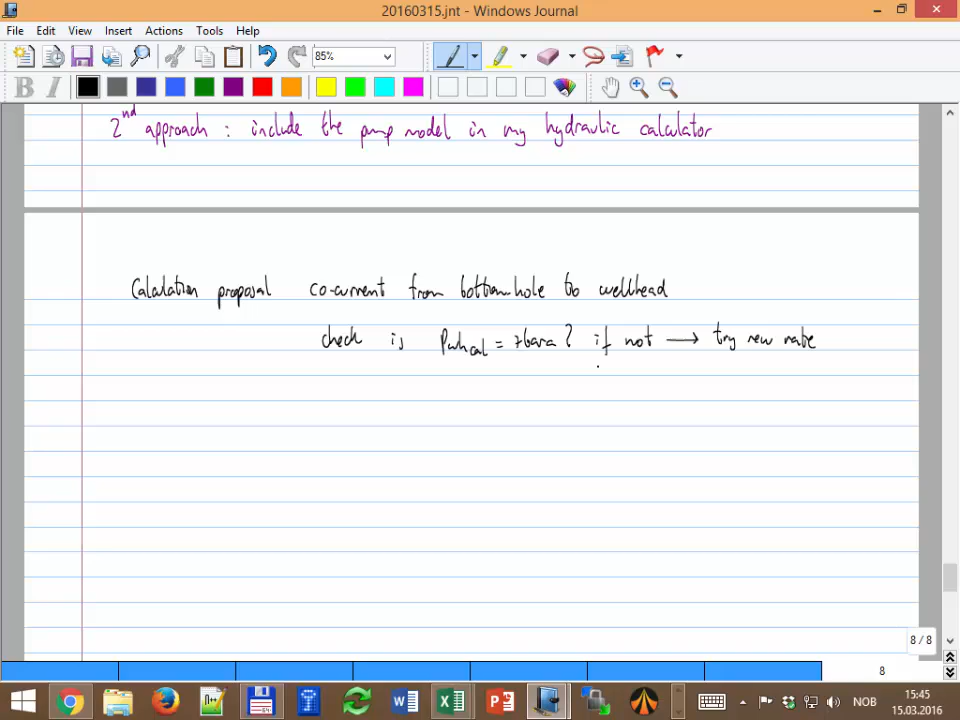 20160315.jnt - Windows Journal
File Edit View Insert Actions Tools Help
85%
B I
2nd approach : include the pump model in my hydraulic calculator
Calculation proposal co-current from bottomhole to wellhead
check is Pwhcal = 7bara? if not → try new rate
8 / 8
8
NOB
15:45
15.03.2016